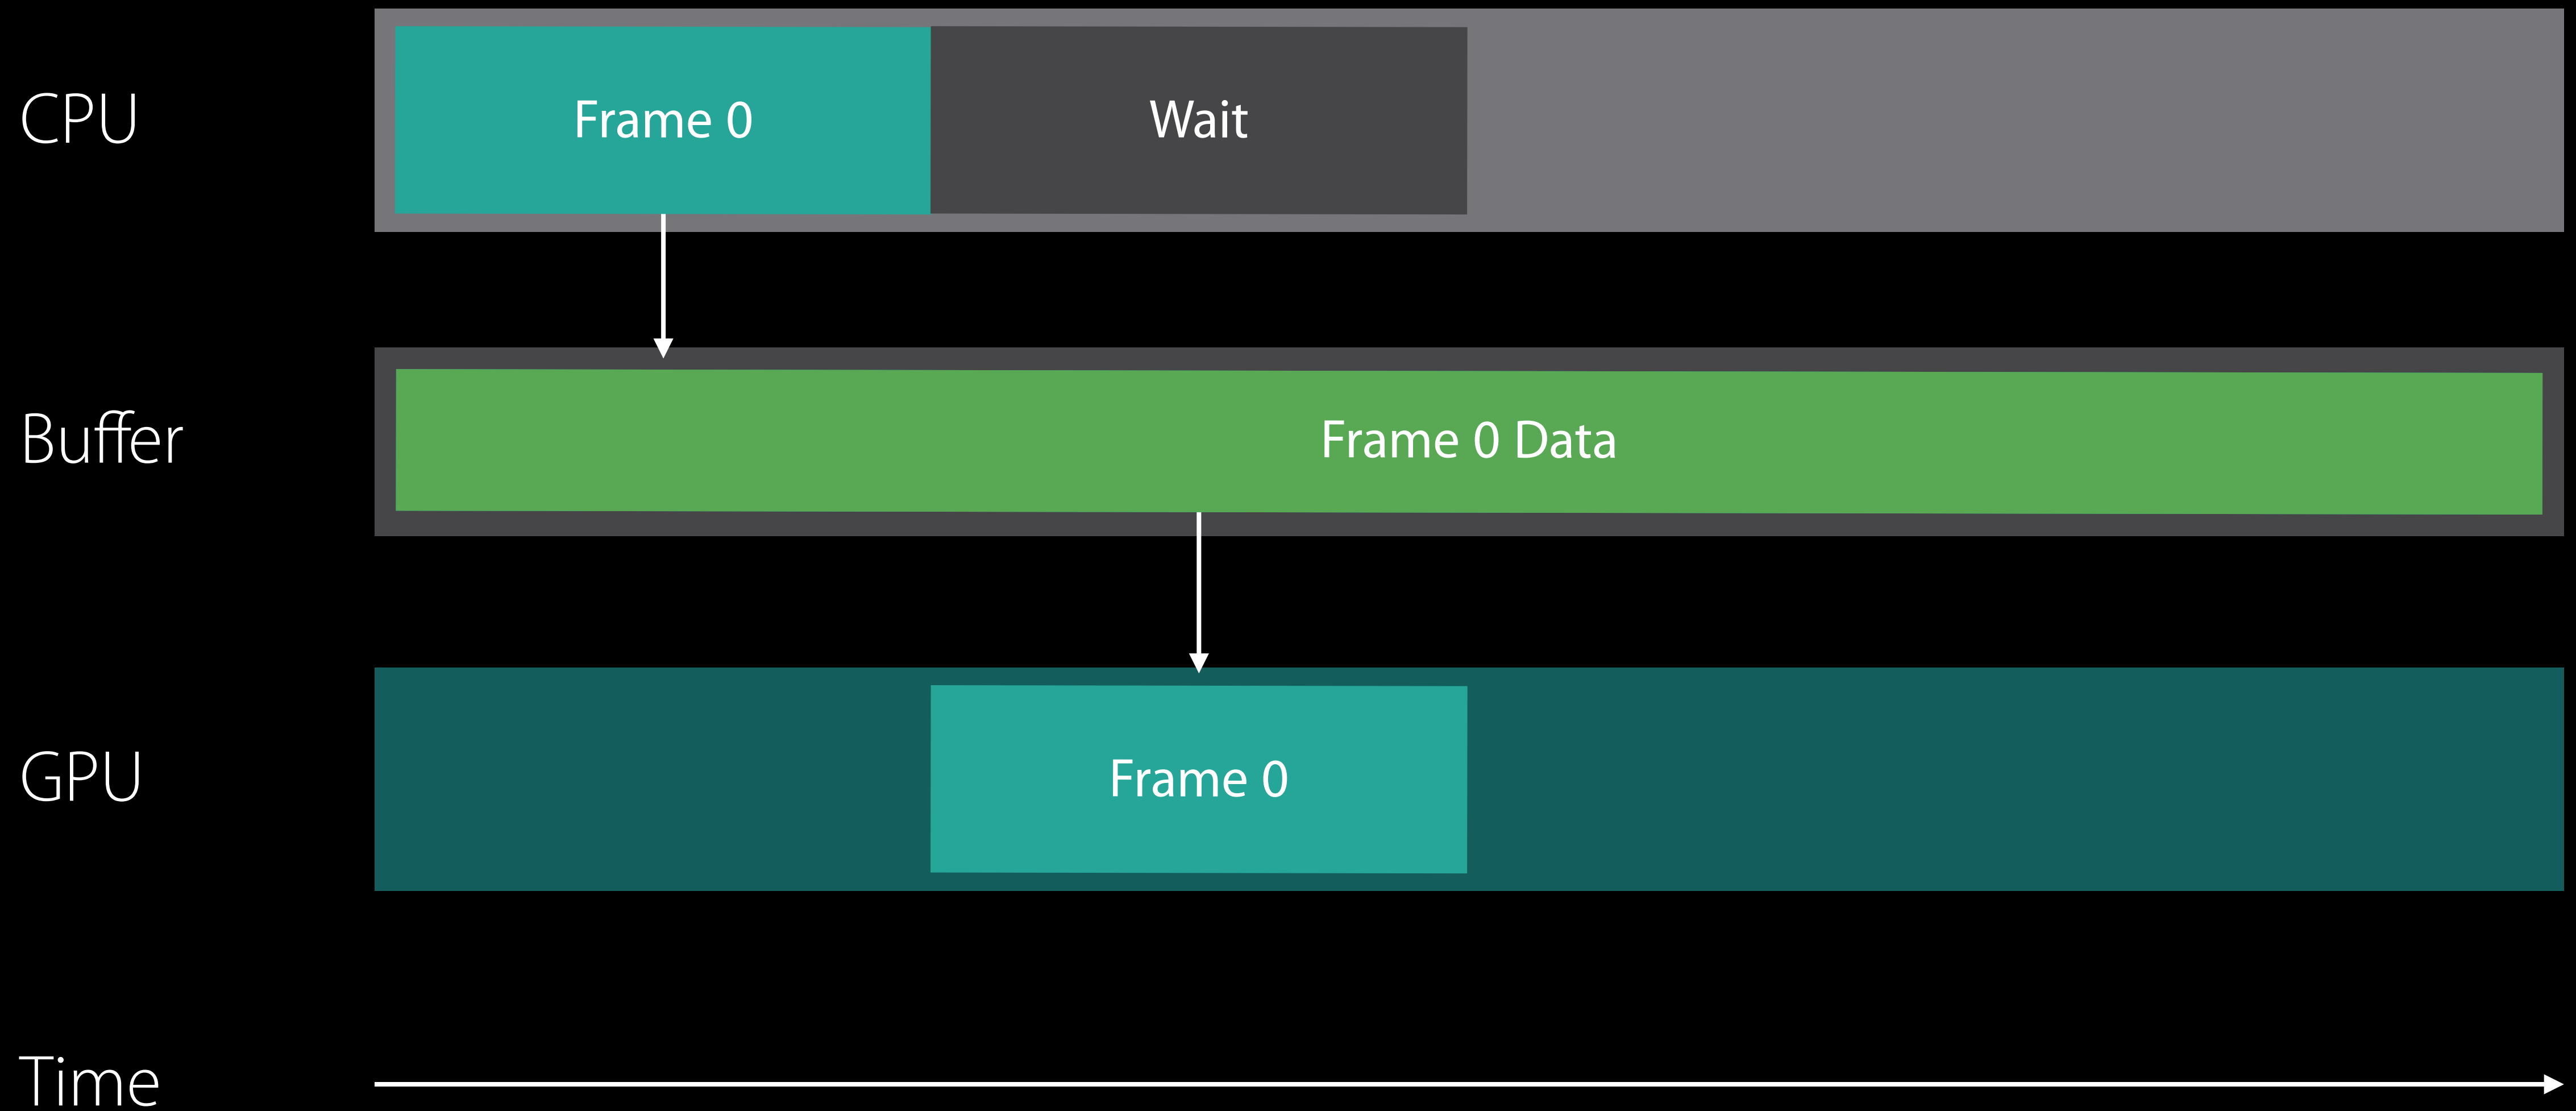 CPU
Frame 0
Wait
Buffer
Frame 0 Data
GPU
Frame 0
Time